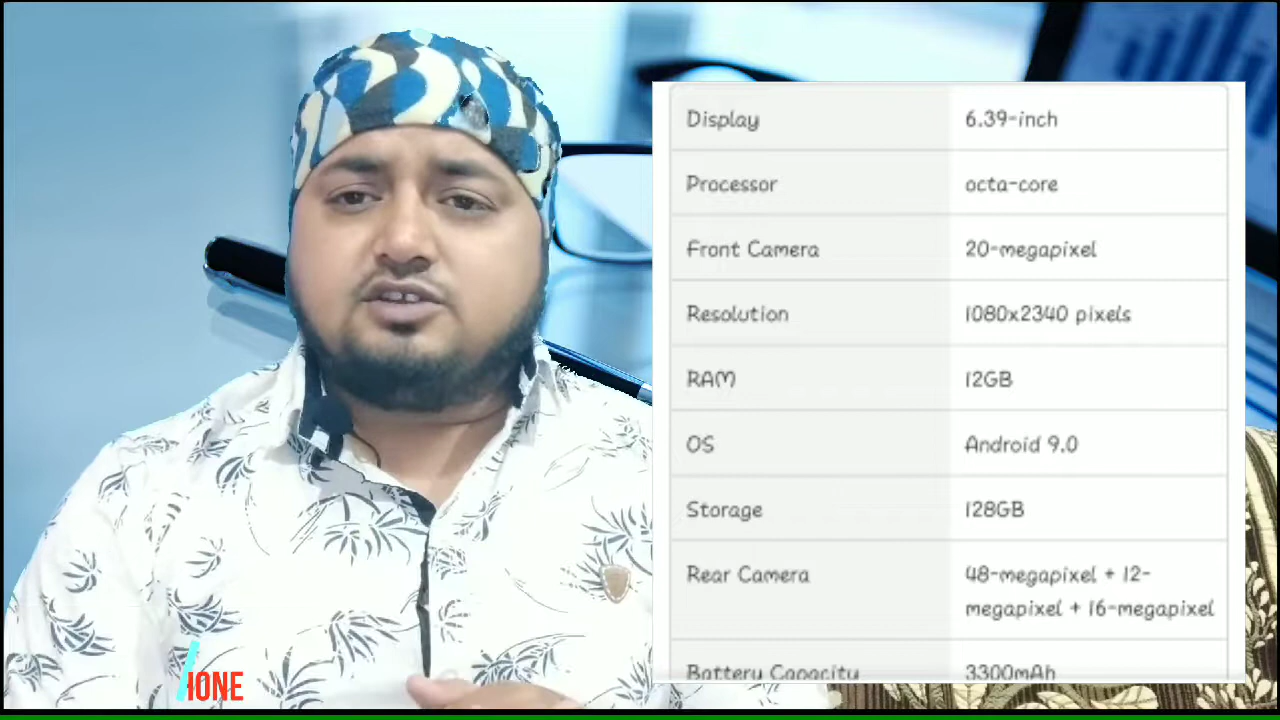 Display 6.39-inch
Processor octa-core
Front Camera 20-megapixel
Resolution 1080x2340 pixels
RAM 12GB
OS Android 9.0
Storage 128GB
Rear Camera 48-megapixel + 12-
megapixel + 16-megapixel
Battery Capacity 3300mAh